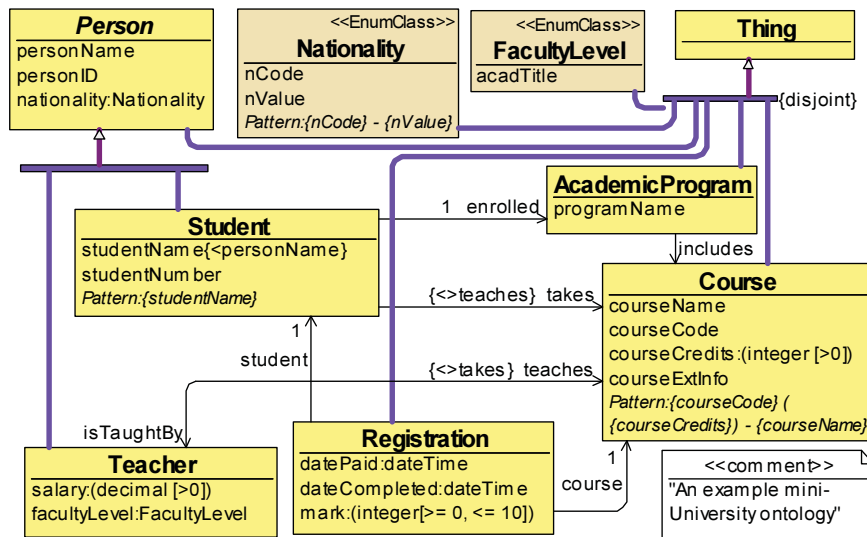 Person
personName
personID
nationality:Nationality
<<EnumClass>>
Nationality
nCode
nValue
Pattern:{nCode} - {nValue}
<<EnumClass>>
FacultyLevel
acadTitle
Thing
{disjoint}
AcademicProgram
programName
1 enrolled
includes
Student
studentName{<personName}
studentNumber
Pattern:{studentName}
{<>teaches} takes
Course
courseName
courseCode
courseCredits:(integer [>0])
courseExtInfo
Pattern:{courseCode} (
{courseCredits}) - {courseName}
1
student
{<>takes} teaches
isTaughtBy
Teacher
salary:(decimal [>0])
facultyLevel:FacultyLevel
Registration
datePaid:dateTime
dateCompleted:dateTime
mark:(integer[>= 0, <= 10])
1
course
<<comment>>
"An example mini-
University ontology"